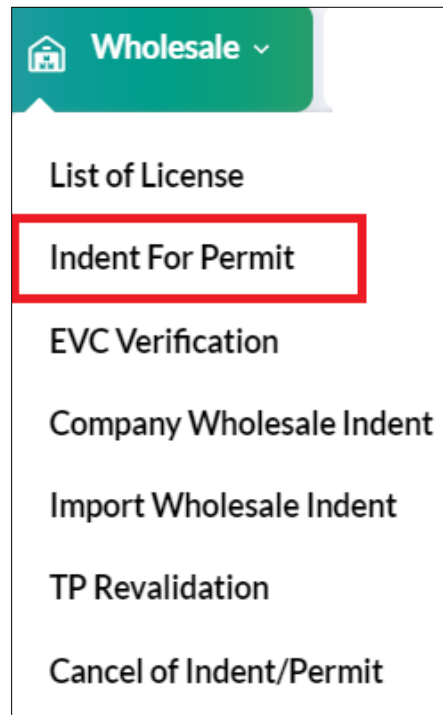 Wholesale
List of License
Indent For Permit
EVC Verification
Company Wholesale Indent
Import Wholesale Indent
TP Revalidation
Cancel of Indent/Permit